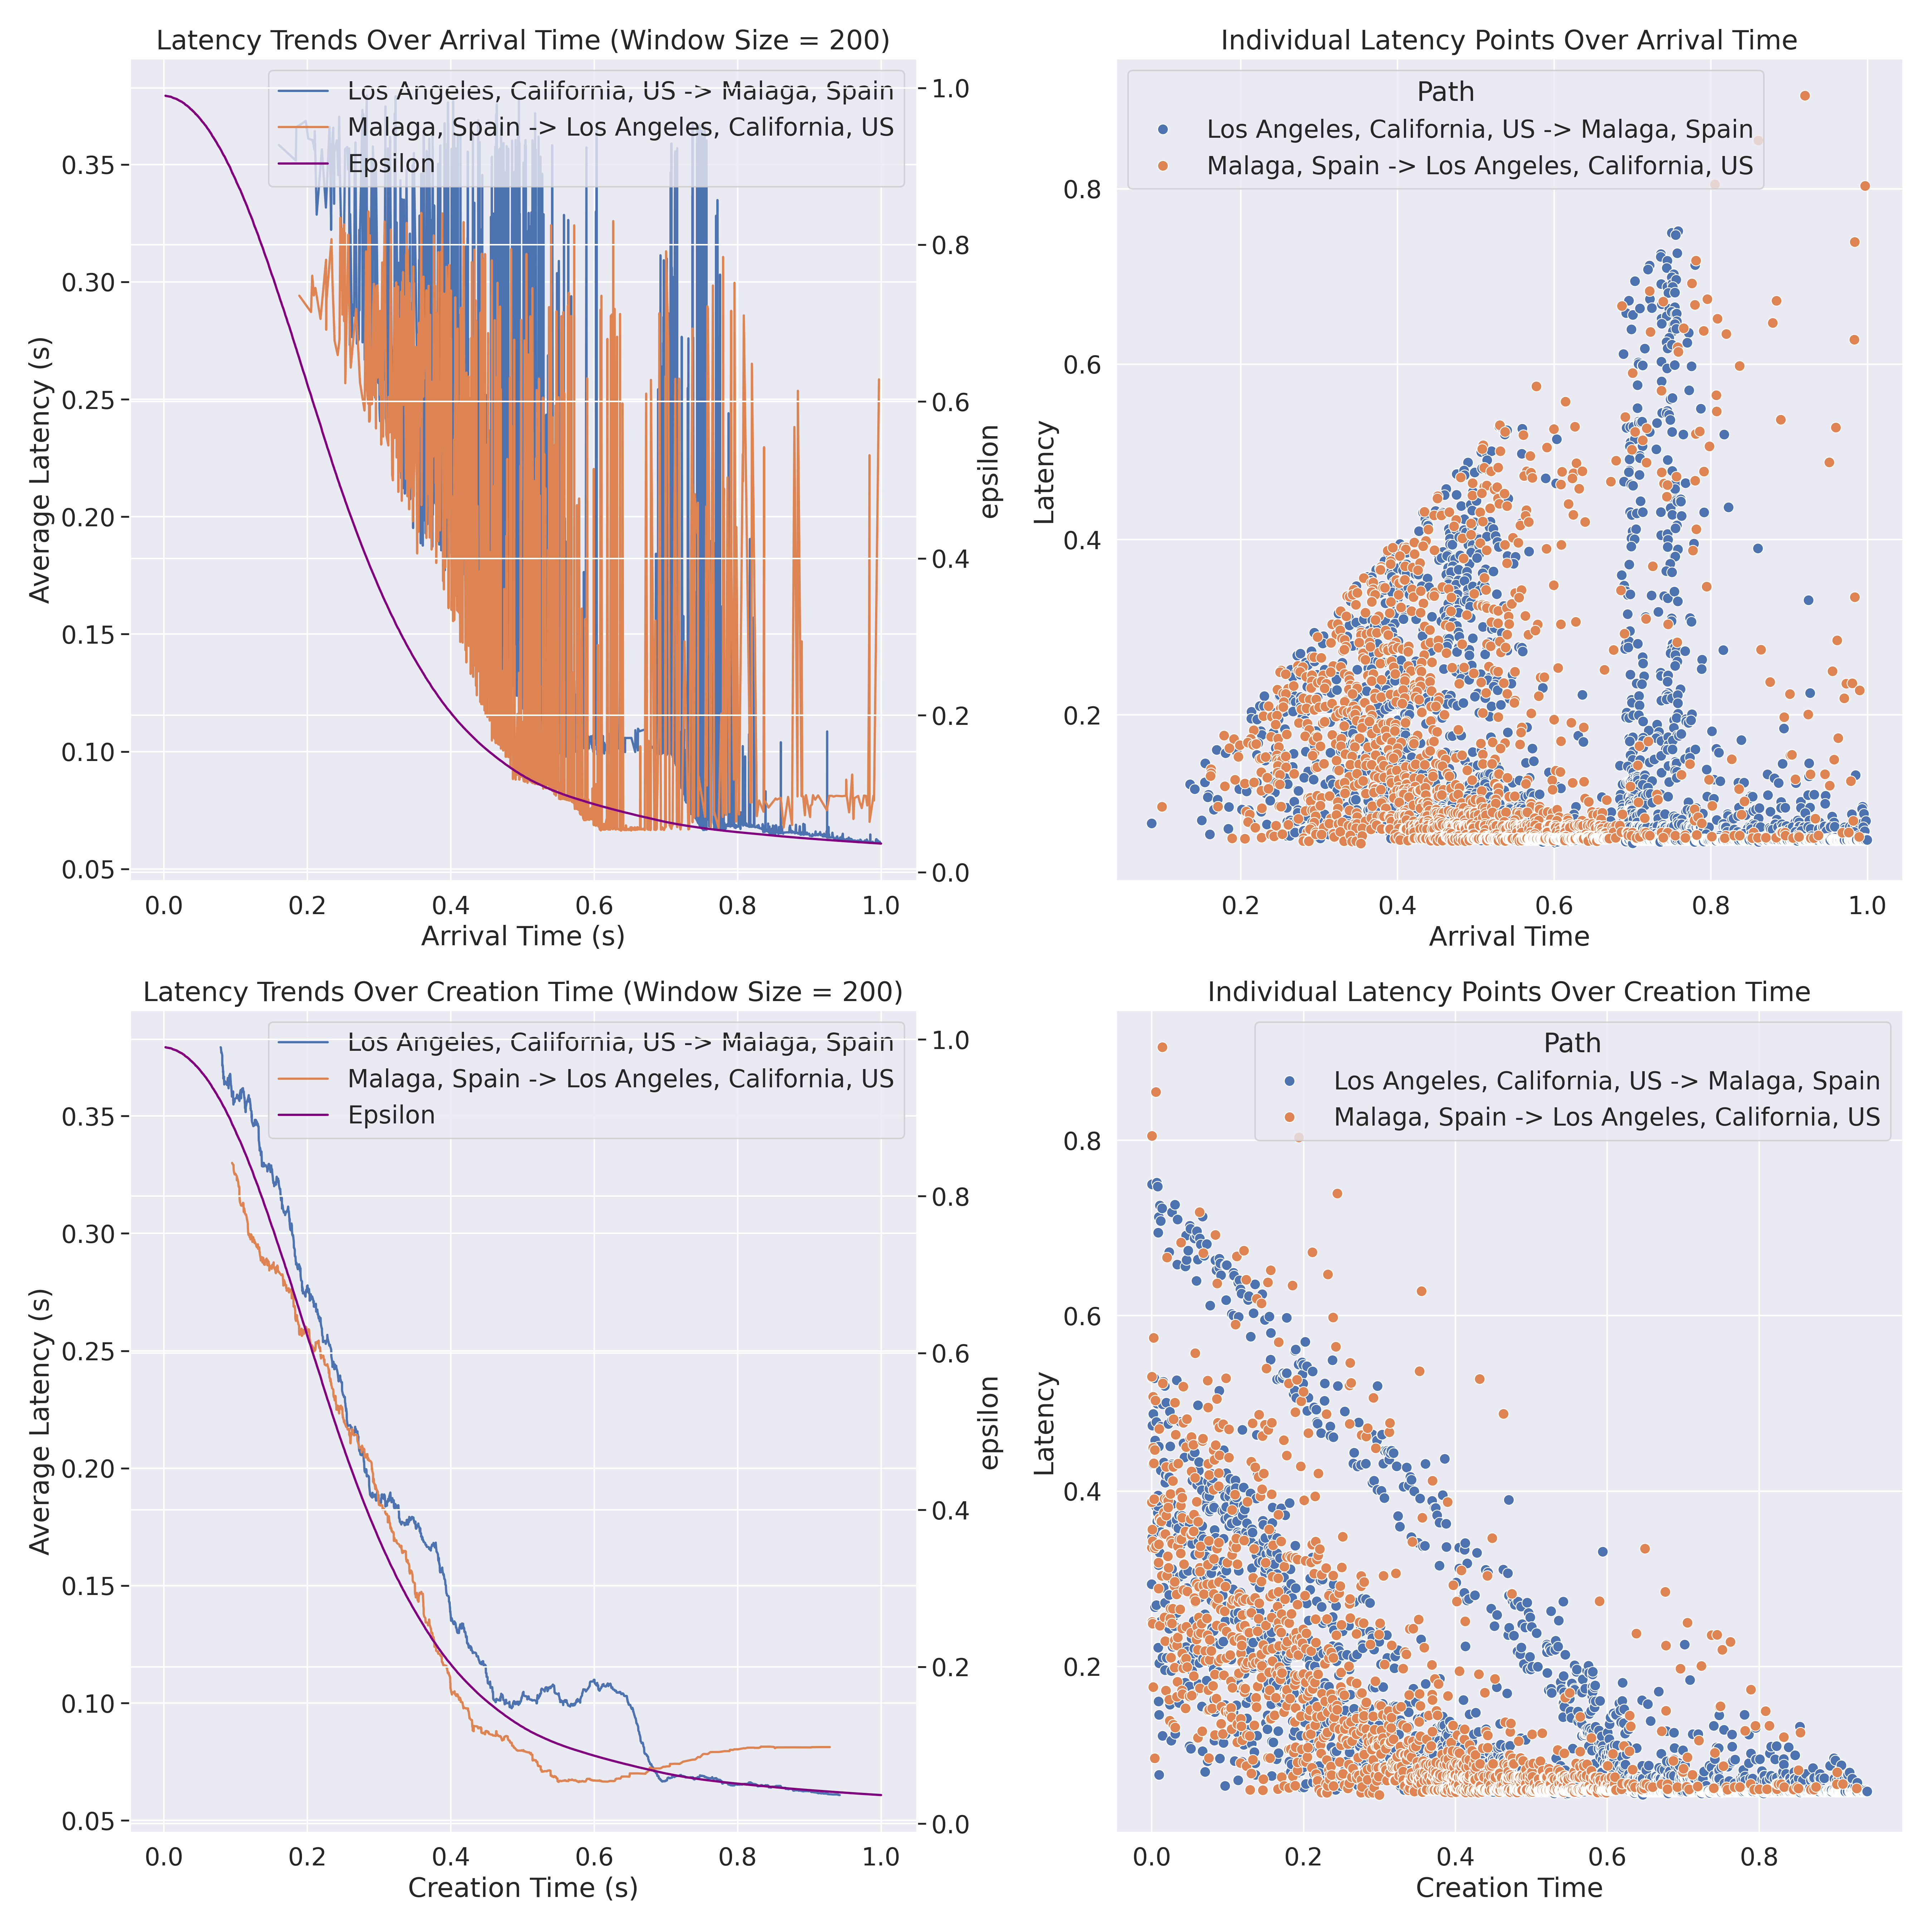 Latency Trends Over Arrival Time (Window Size = 200)
Los Angeles, California, US -> Malaga, Spain
Malaga, Spain -> Los Angeles, California, US
Epsilon
0.35
0.30
0.25
0.20
0.15
0.10
0.05
Average Latency (s)
1.0
0.8
0.6
0.4
0.2
0.0
epsilon
0.0 0.2 0.4 0.6 0.8 1.0
Arrival Time (s)
Individual Latency Points Over Arrival Time
Path
Los Angeles, California, US -> Malaga, Spain
Malaga, Spain -> Los Angeles, California, US
0.8
0.6
0.4
0.2
Latency
0.2 0.4 0.6 0.8 1.0
Arrival Time
Latency Trends Over Creation Time (Window Size = 200)
Los Angeles, California, US -> Malaga, Spain
Malaga, Spain -> Los Angeles, California, US
Epsilon
0.35
0.30
0.25
0.20
0.15
0.10
0.05
Average Latency (s)
1.0
0.8
0.6
0.4
0.2
0.0
epsilon
0.0 0.2 0.4 0.6 0.8 1.0
Creation Time (s)
Individual Latency Points Over Creation Time
Path
Los Angeles, California, US -> Malaga, Spain
Malaga, Spain -> Los Angeles, California, US
0.8
0.6
0.4
0.2
Latency
0.0 0.2 0.4 0.6 0.8
Creation Time